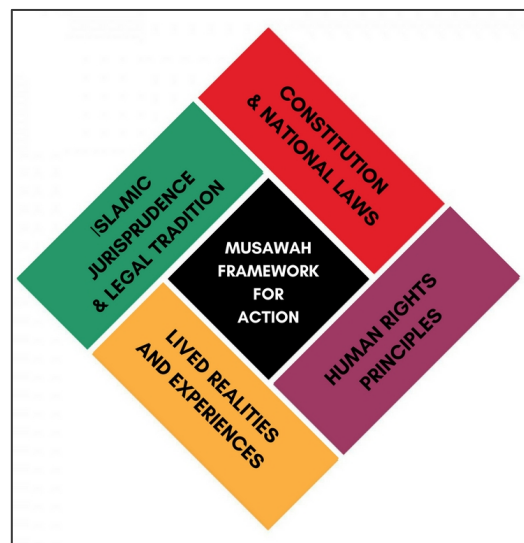 CONSTITUTION
& NATIONAL LAWS
ISLAMIC
JURISPRUDENCE
& LEGAL TRADITION
MUSAWAH
FRAMEWORK
FOR
ACTION
HUMAN RIGHTS
PRINCIPLES
LIVED REALITIES
AND EXPERIENCES